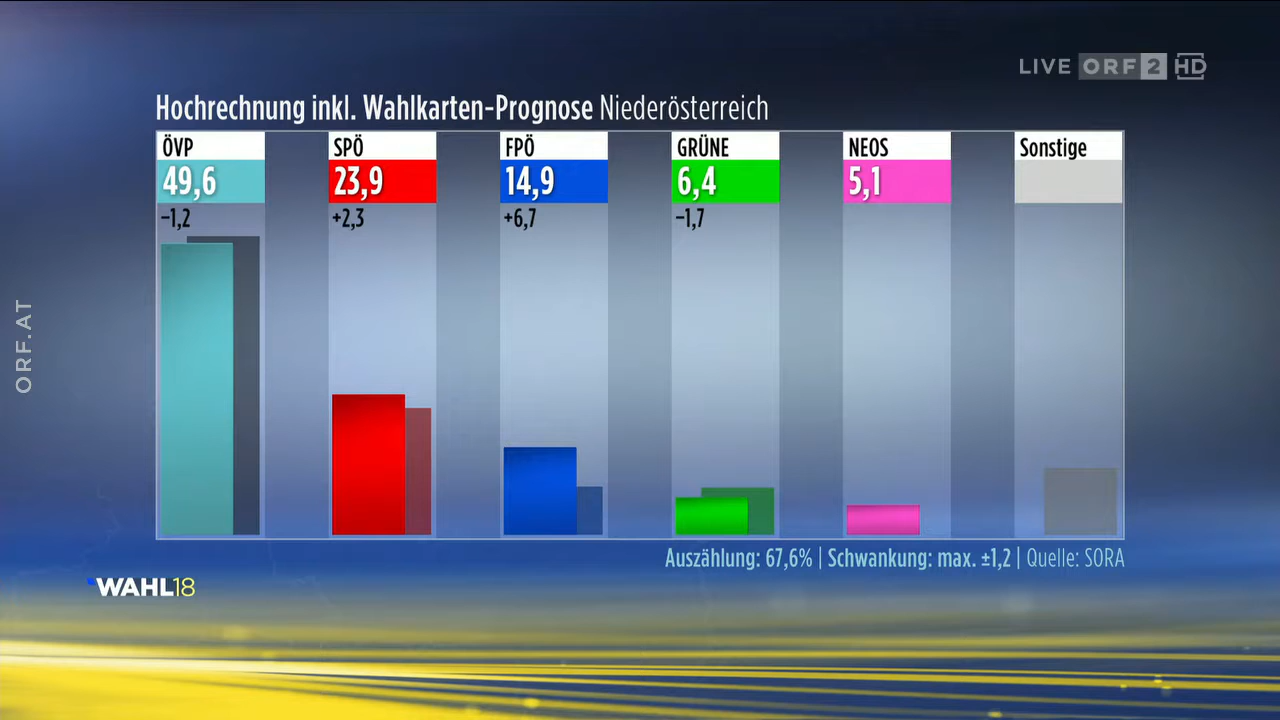 LIVE ORF 2 HD
Hochrechnung inkl. Wahlkarten-Prognose Niederösterreich
ÖVP SPÖ FPÖ GRÜNE NEOS Sonstige
49,6 23,9 14,9 6,4 5,1
−1,2 +2,3 +6,7 −1,7
ORF.AT
Auszählung: 67,6% | Schwankung: max. ±1,2 | Quelle: SORA
WAHL18